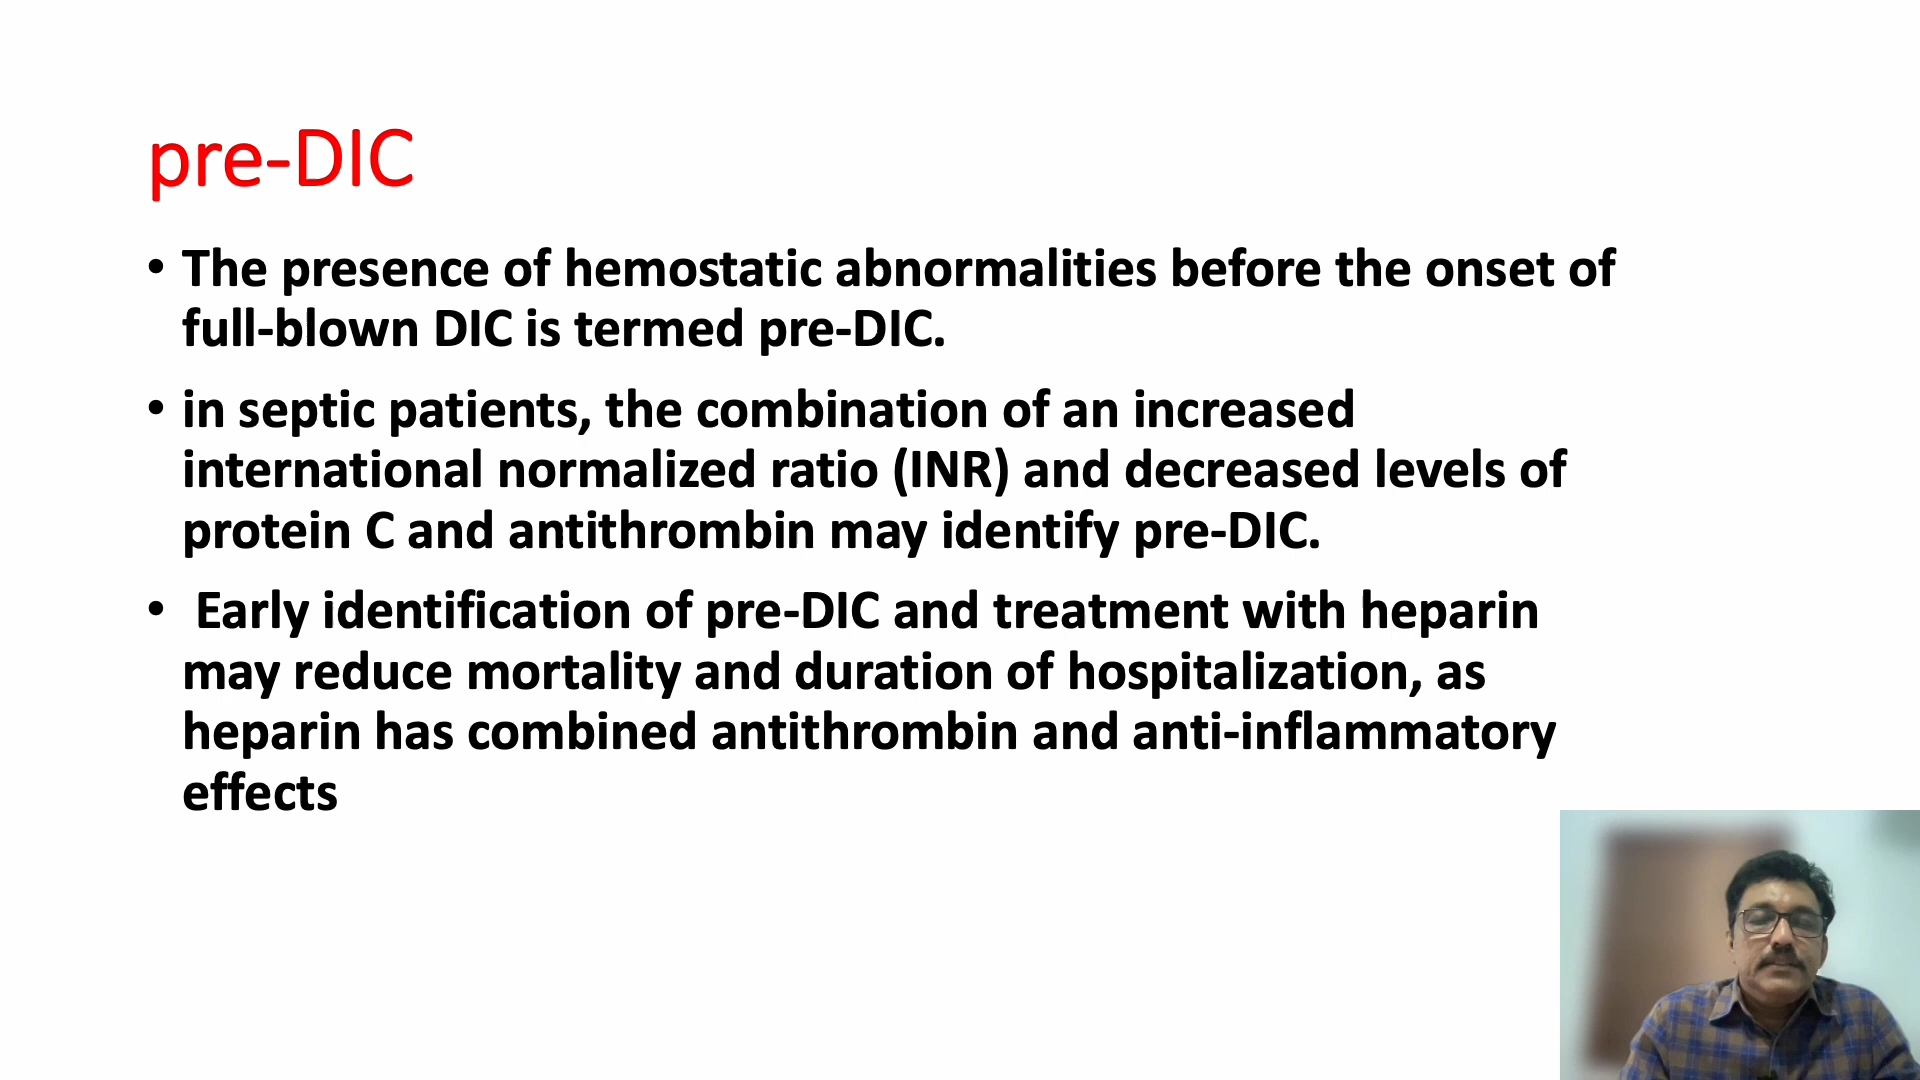 pre-DIC
• The presence of hemostatic abnormalities before the onset of
full-blown DIC is termed pre-DIC.
• in septic patients, the combination of an increased
international normalized ratio (INR) and decreased levels of
protein C and antithrombin may identify pre-DIC.
• Early identification of pre-DIC and treatment with heparin
may reduce mortality and duration of hospitalization, as
heparin has combined antithrombin and anti-inflammatory
effects